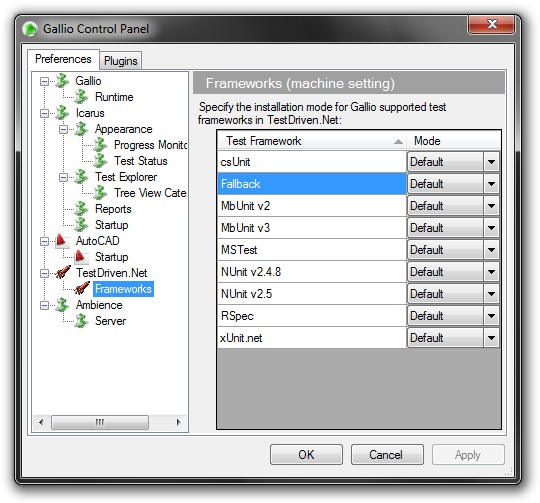 Gallio Control Panel
Preferences
Plugins
Gallio
Runtime
Icarus
Appearance
Progress Monito
Test Status
Test Explorer
Tree View Cate
Reports
Startup
AutoCAD
Startup
TestDriven.Net
Frameworks
Ambience
Server
Frameworks (machine setting)
Specify the installation mode for Gallio supported test
frameworks in TestDriven.Net:
Test Framework Mode
csUnit Default
Fallback Default
MbUnit v2 Default
MbUnit v3 Default
MSTest Default
NUnit v2.4.8 Default
NUnit v2.5 Default
RSpec Default
xUnit.net Default
OK Cancel Apply